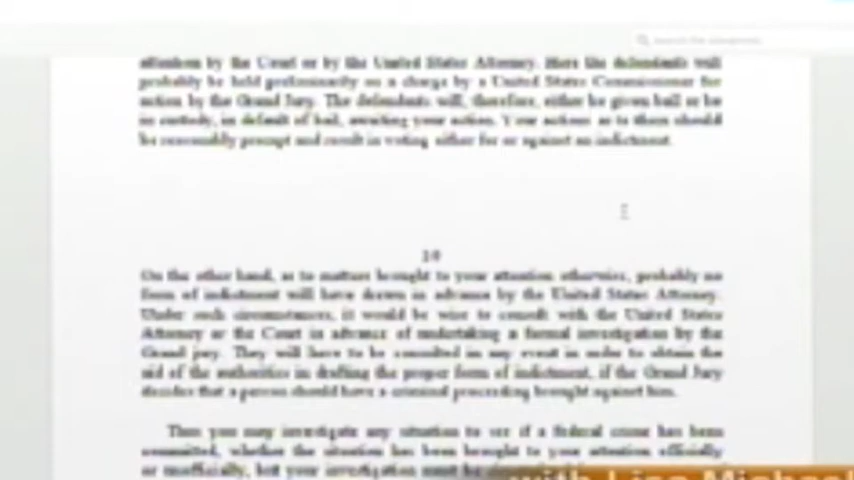 attention by the Court or by the United States Attorney. Here the defendants will
probably be held preliminarily on a charge by a United States Commissioner for
action by the Grand Jury. The defendants will, therefore, either be given bail or be
in custody, in default of bail, awaiting your action. Your actions as to them should
be reasonably prompt and result in voting either for or against an indictment.
10
On the other hand, as to matters brought to your attention otherwise, probably no
form of indictment will have drawn in advance by the United States Attorney.
Under such circumstances, it would be wise to consult with the United States
Attorney or the Court in advance of undertaking a formal investigation by the
Grand jury. They will have to be consulted in any event in order to obtain the
aid of the authorities in drafting the proper form of indictment, if the Grand Jury
decides that a person should have a criminal proceeding brought against him.
Thus you may investigate any situation to see if a federal crime has been
committed, whether the situation has been brought to your attention officially
or unofficially, but your investigation must be
with Lisa Michael